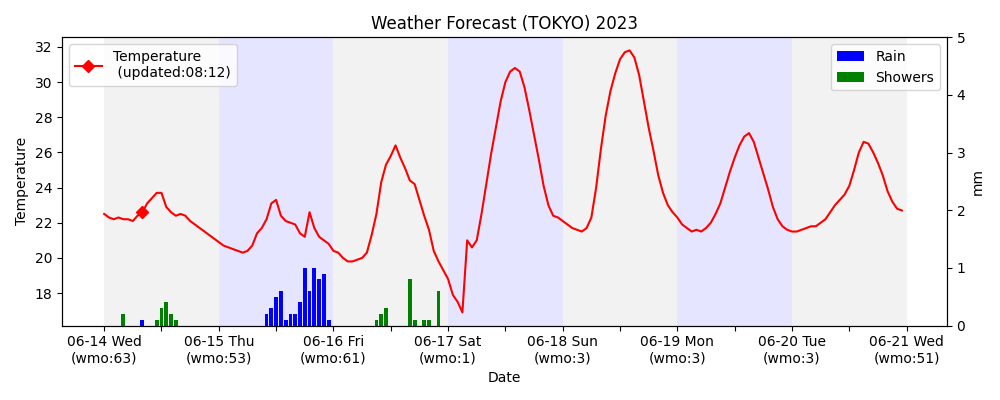 Weather Forecast (TOKYO) 2023
Temperature
(updated:08:12)
Rain
Showers
32
30
28
26
24
22
20
18
Temperature
5
4
3
2
1
0
mm
06-14 Wed 06-15 Thu 06-16 Fri 06-17 Sat 06-18 Sun 06-19 Mon 06-20 Tue 06-21 Wed
(wmo:63) (wmo:53) (wmo:61) (wmo:1) (wmo:3) (wmo:3) (wmo:3) (wmo:51)
Date